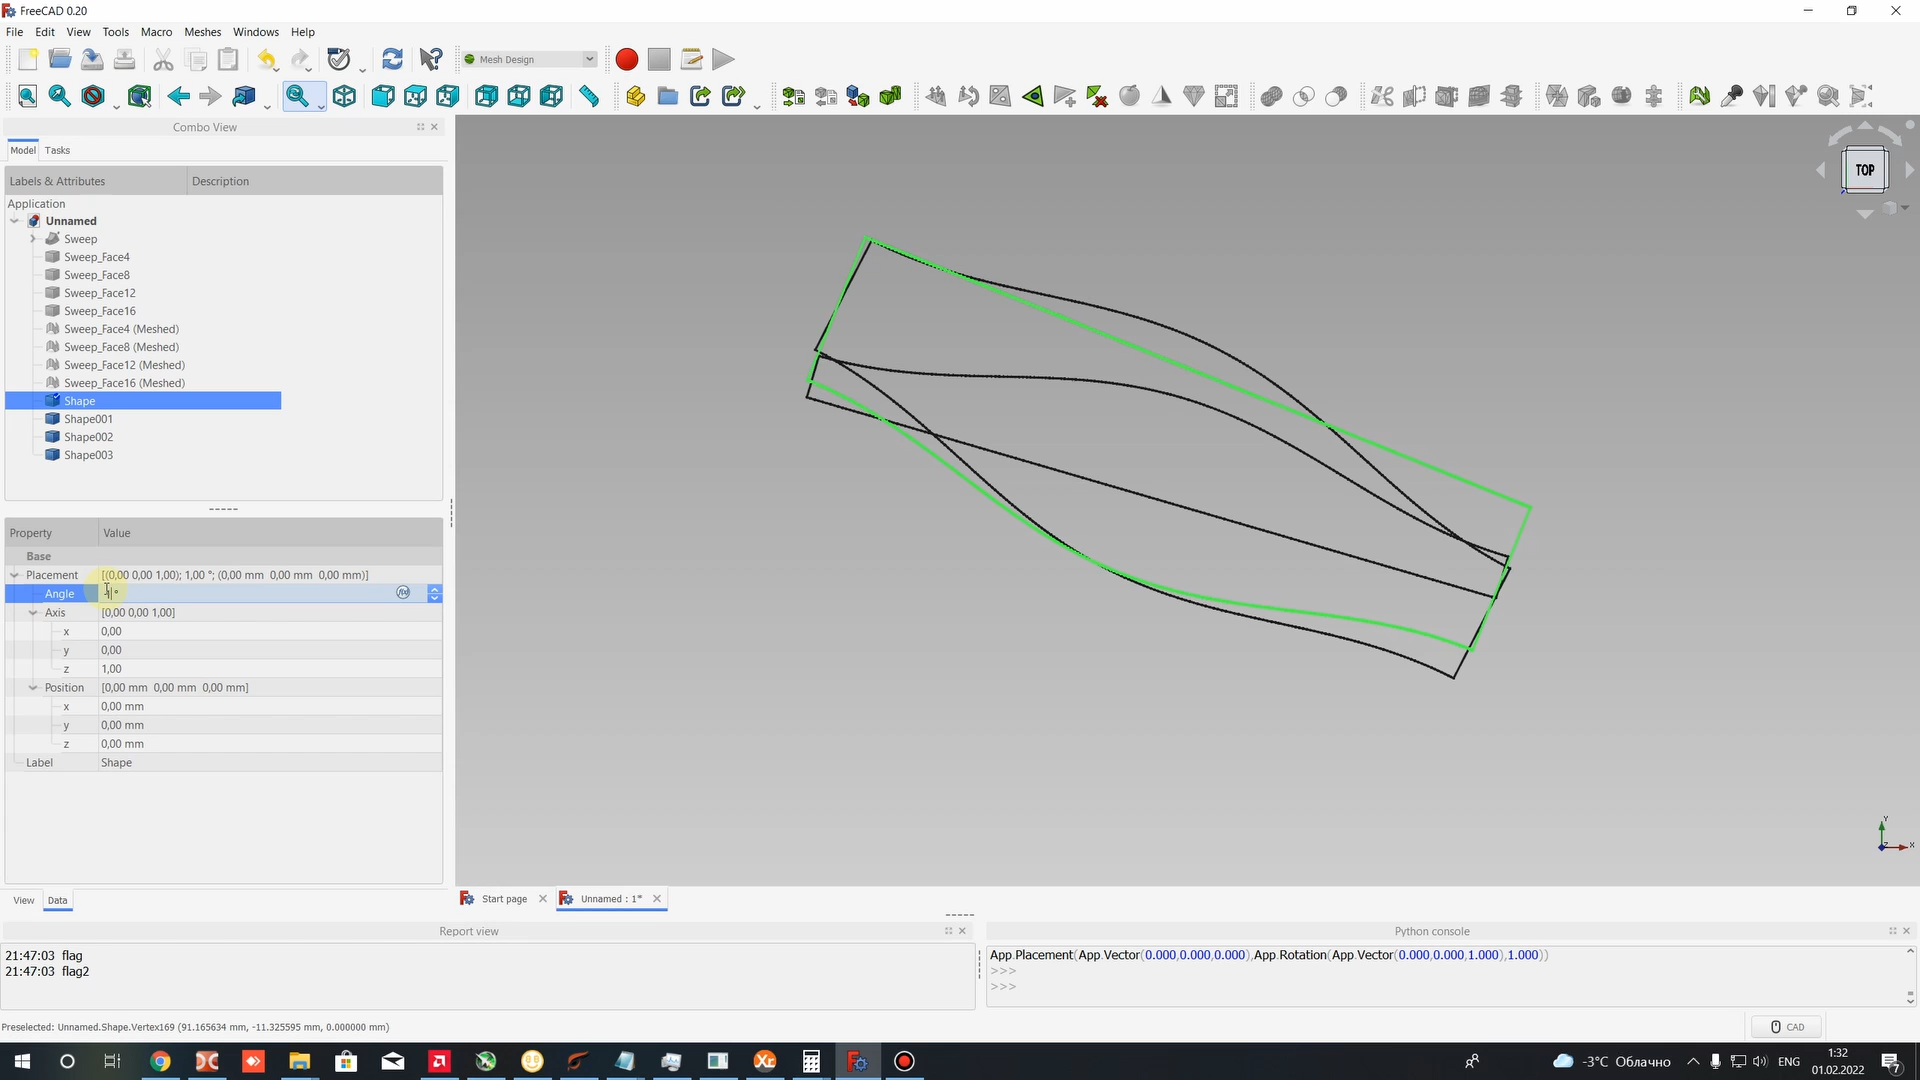 FreeCAD 0.20
File Edit View Tools Macro Meshes Windows Help
Mesh Design
Combo View
Model Tasks
Labels & Attributes Description
Application
Unnamed
Sweep
Sweep_Face4
Sweep_Face8
Sweep_Face12
Sweep_Face16
Sweep_Face4 (Meshed)
Sweep_Face8 (Meshed)
Sweep_Face12 (Meshed)
Sweep_Face16 (Meshed)
Shape
Shape001
Shape002
Shape003
TOP
Property Value
Base
Placement [(0,00 0,00 1,00); 1,00 °; (0,00 mm 0,00 mm 0,00 mm)]
Angle
Axis [0,00 0,00 1,00]
x 0,00
y 0,00
z 1,00
Position [0,00 mm 0,00 mm 0,00 mm]
x 0,00 mm
y 0,00 mm
z 0,00 mm
Label Shape
Y
X
Z
View Data
Start page Unnamed : 1*
Report view
21:47:03 flag
21:47:03 flag2
Python console
App.Placement(App.Vector(0.000,0.000,0.000),App.Rotation(App.Vector(0.000,0.000,1.000),1.000))
>>>
>>>
Preselected: Unnamed.Shape.Vertex169 (91.165634 mm, -11.325595 mm, 0.000000 mm)
CAD
-3°C Облачно ENG 1:32
01.02.2022
7